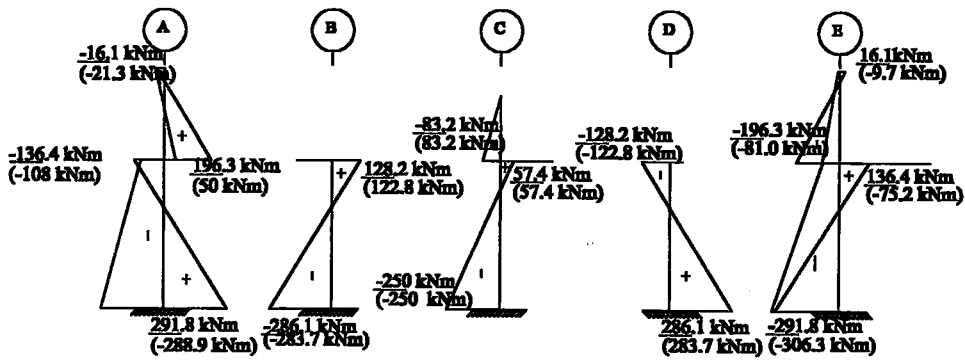 A
B
C
D
E
-16.1 kNm
(-21.3 kNm)
16.1kNm
(-9.7 kNm)
-83.2 kNm
(83.2 kNm)
-128.2 kNm
(-122.8 kNm)
-196.3 kNm
(-81.0 kNm)
-136.4 kNm
(-108 kNm)
196.3 kNm
(50 kNm)
128.2 kNm
(122.8 kNm)
57.4 kNm
(57.4 kNm)
136.4 kNm
(-75.2 kNm)
-250 kNm
(-250 kNm)
291.8 kNm
(-288.9 kNm)
-286.1 kNm
(-283.7 kNm)
286.1 kNm
(283.7 kNm)
-291.8 kNm
(-306.3 kNm)